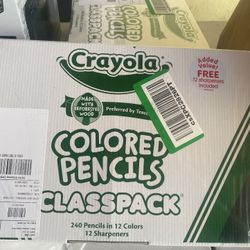 Crayola
Added
Value!
FREE
12 sharpeners
included
MADE WITH
REFORESTED
WOOD
Preferred by
COLORED
PENCILS
CLASSPACK
240 Pencils in 12 Colors
12 Sharpeners